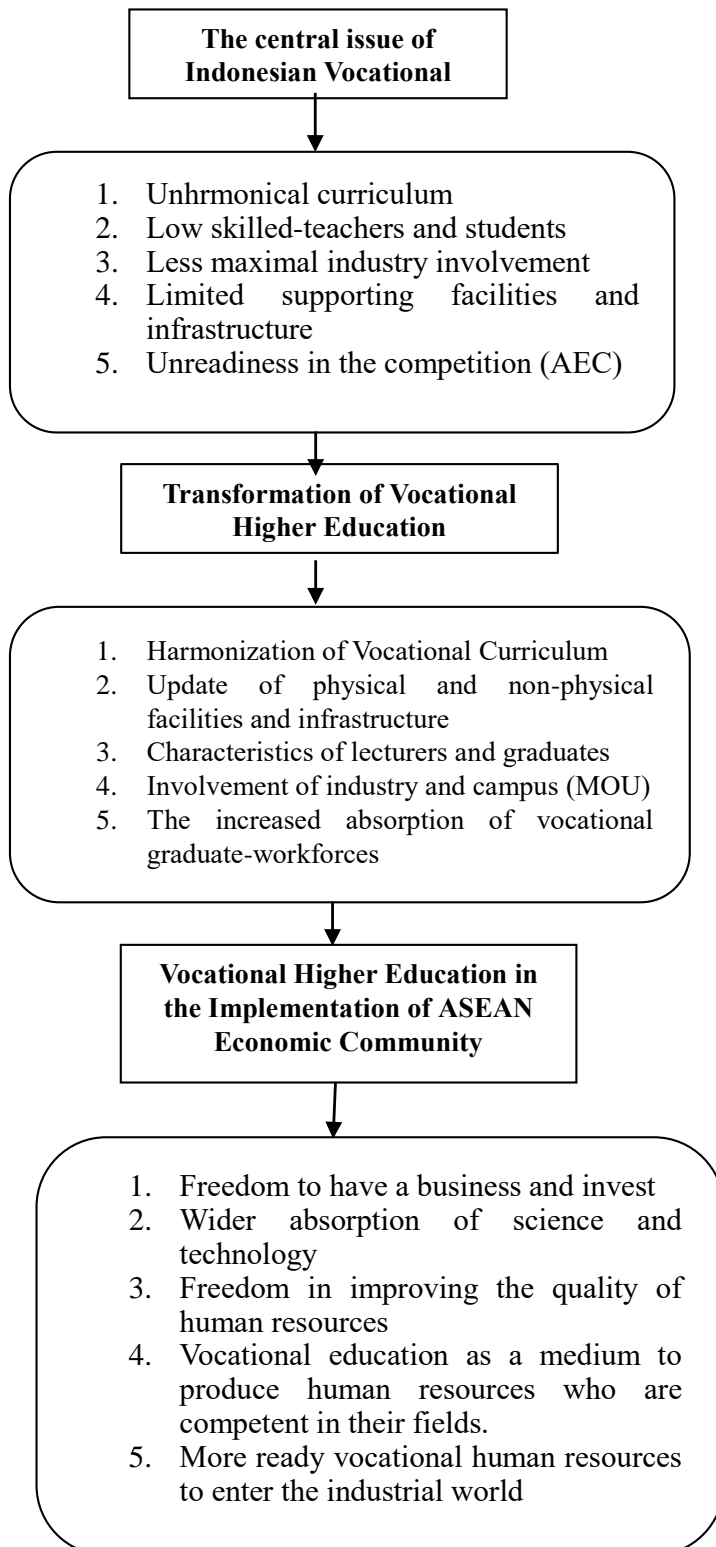 The central issue of
Indonesian Vocational
1. Unhrmonical curriculum
2. Low skilled-teachers and students
3. Less maximal industry involvement
4. Limited supporting facilities and
infrastructure
5. Unreadiness in the competition (AEC)
Transformation of Vocational
Higher Education
1. Harmonization of Vocational Curriculum
2. Update of physical and non-physical
facilities and infrastructure
3. Characteristics of lecturers and graduates
4. Involvement of industry and campus (MOU)
5. The increased absorption of vocational
graduate-workforces
Vocational Higher Education in
the Implementation of ASEAN
Economic Community
1. Freedom to have a business and invest
2. Wider absorption of science and
technology
3. Freedom in improving the quality of
human resources
4. Vocational education as a medium to
produce human resources who are
competent in their fields.
5. More ready vocational human resources
to enter the industrial world